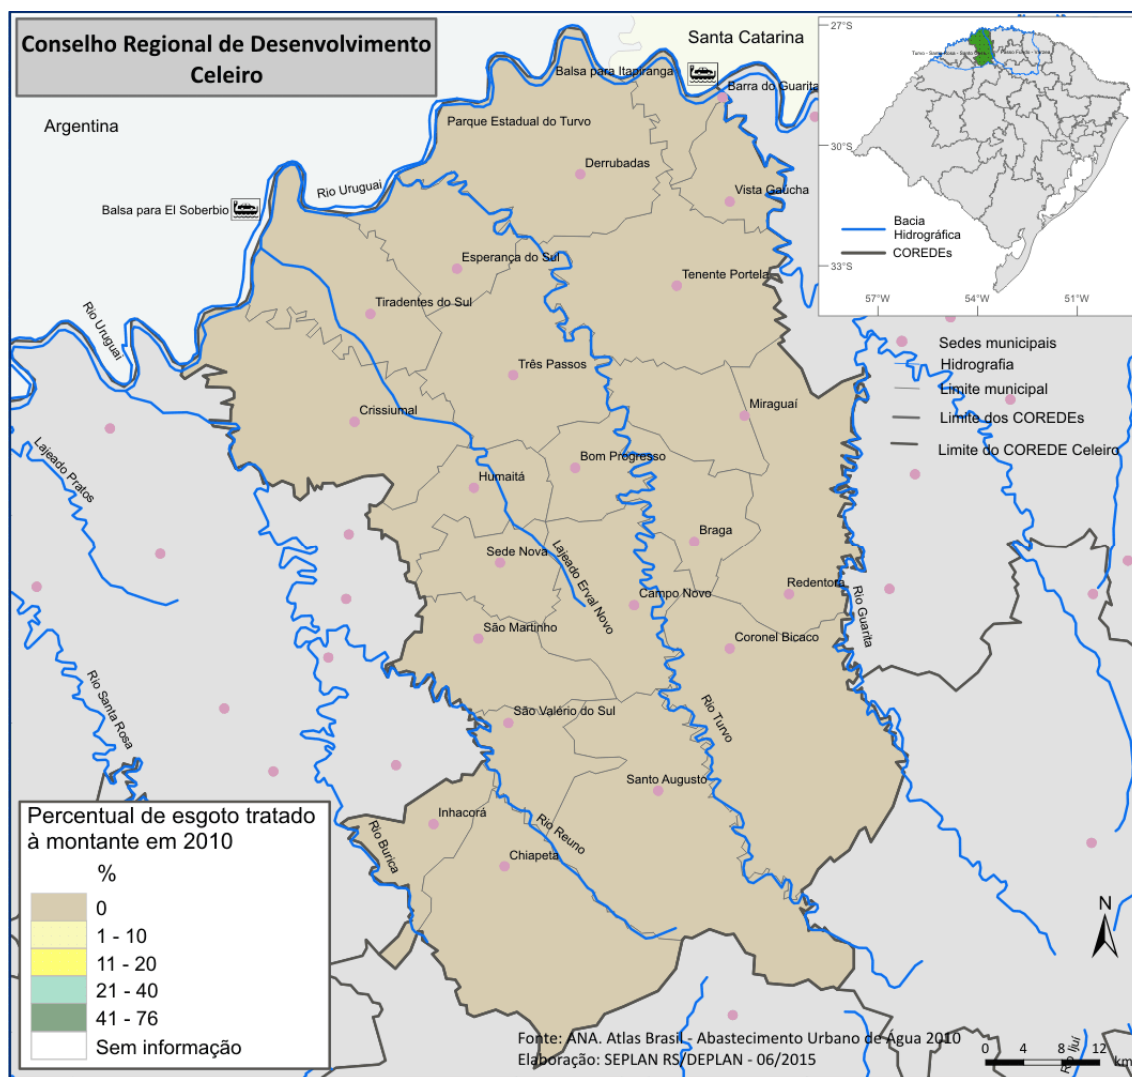 Conselho Regional de Desenvolvimento
Celeiro
Santa Catarina
Argentina
Balsa para Itapiranga
Barra do Guarita
Parque Estadual do Turvo
Derrubadas
Rio Uruguai
Vista Gaucha
Balsa para El Soberbio
Esperança do Sul
Tenente Portela
Tiradentes do Sul
Rio Uruguai
Três Passos
Crissiumal
Miraguaí
Lajeado Pratos
Bom Progresso
Humaitá
Braga
Sede Nova
Lajeado Erval Novo
Redentora
Campo Novo
Rio Guarita
São Martinho
Coronel Bicaco
Rio Santa Rosa
São Valério do Sul
Rio Turvo
Santo Augusto
Inhacorá
Rio Reuno
Rio Burica
Chiapeta
27°S
30°S
33°S
57°W
54°W
51°W
Bacia
Hidrográfica
COREDEs
Sedes municipais
Hidrografia
Limite municipal
Limite dos COREDEs
Limite do COREDE Celeiro
Percentual de esgoto tratado
à montante em 2010
%
0
1 - 10
11 - 20
21 - 40
41 - 76
Sem informação
N
Fonte: ANA. Atlas Brasil - Abastecimento Urbano de Água 2010
Elaboração: SEPLAN RS/DEPLAN - 06/2015
0 4 8 12
km
Rio Ijuí